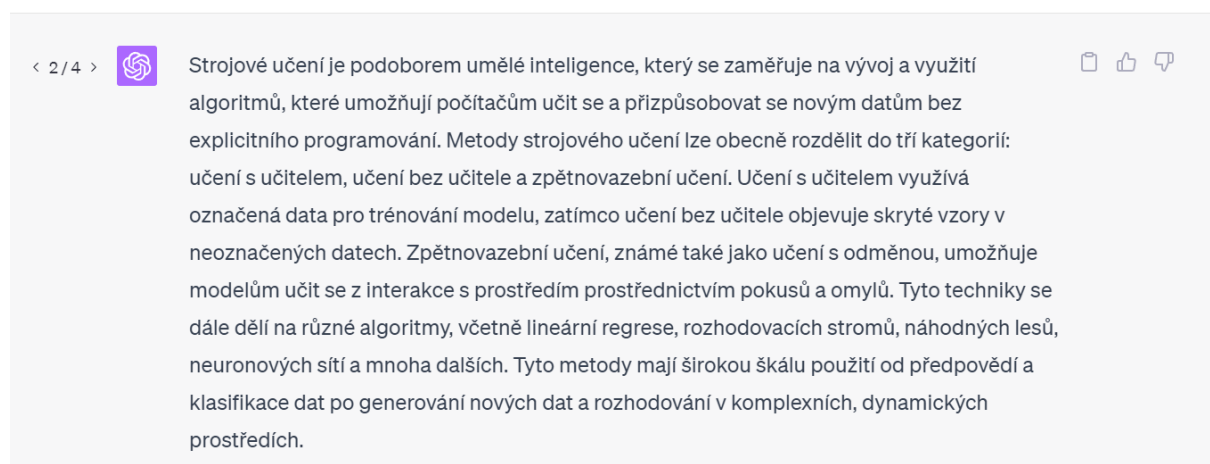 < 2/4 >
Strojové učení je podoborem umělé inteligence, který se zaměřuje na vývoj a využití
algoritmů, které umožňují počítačům učit se a přizpůsobovat se novým datům bez
explicitního programování. Metody strojového učení lze obecně rozdělit do tří kategorií:
učení s učitelem, učení bez učitele a zpětnovazební učení. Učení s učitelem využívá
označená data pro trénování modelu, zatímco učení bez učitele objevuje skryté vzory v
neoznačených datech. Zpětnovazební učení, známé také jako učení s odměnou, umožňuje
modelům učit se z interakce s prostředím prostřednictvím pokusů a omylů. Tyto techniky se
dále dělí na různé algoritmy, včetně lineární regrese, rozhodovacích stromů, náhodných lesů,
neuronových sítí a mnoha dalších. Tyto metody mají širokou škálu použití od předpovědí a
klasifikace dat po generování nových dat a rozhodování v komplexních, dynamických
prostředích.